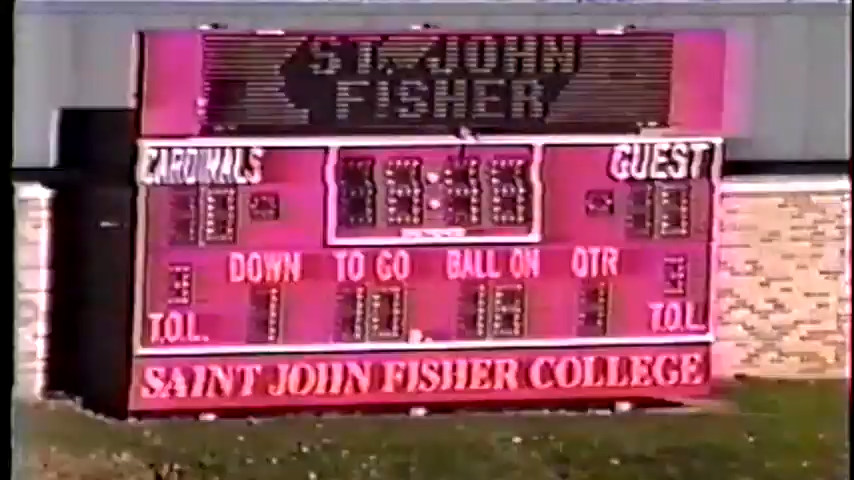 ST. JOHN
FISHER
CARDINALS GUEST
DOWN TO GO BALL ON QTR
T.O.L. T.O.L.
SAINT JOHN FISHER COLLEGE